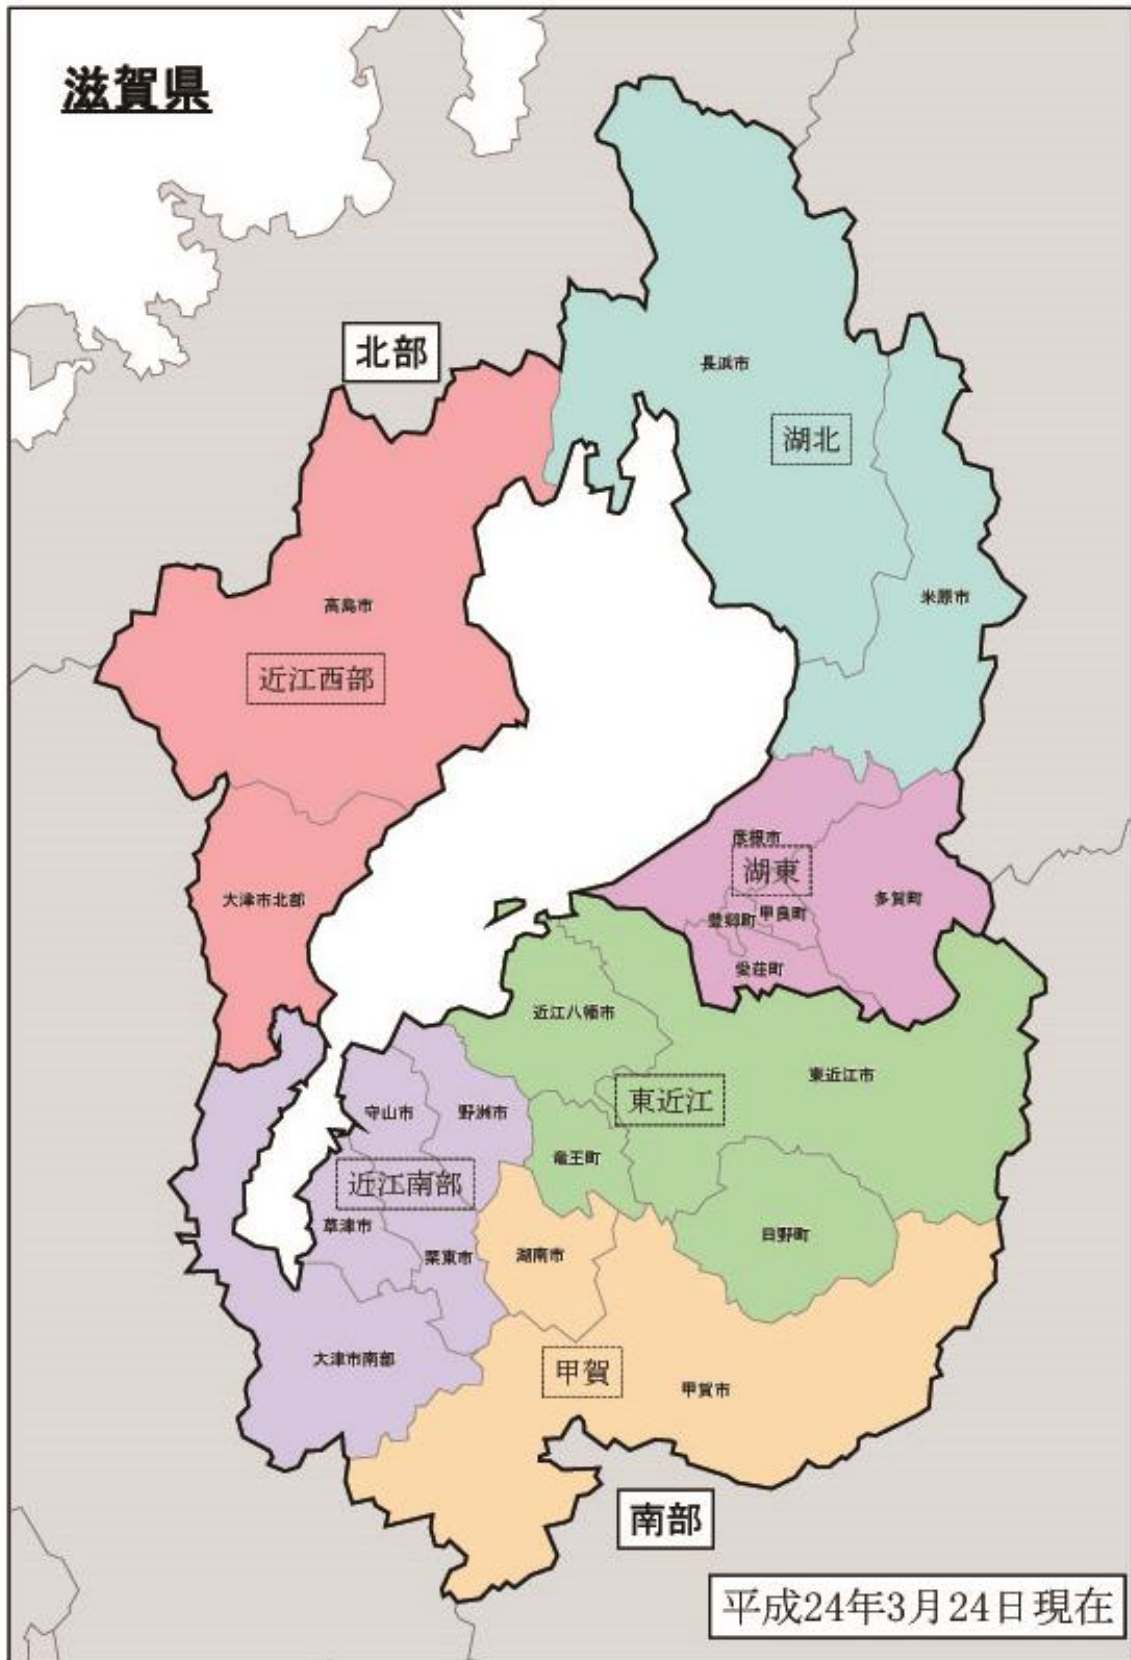 滋賀県
北部
長浜市
湖北
米原市
高島市
近江西部
彦根市
湖東
大津市北部
多賀町
豊郷町
甲良町
愛荘町
近江八幡市
東近江市
東近江
守山市
野洲市
竜王町
近江南部
草津市
栗東市
湖南市
日野町
大津市南部
甲賀
甲賀市
南部
平成24年3月24日現在